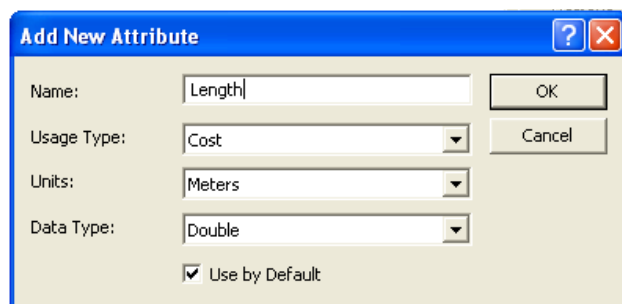 Add New Attribute
Name: Length OK
Usage Type: Cost Cancel
Units: Meters
Data Type: Double
Use by Default